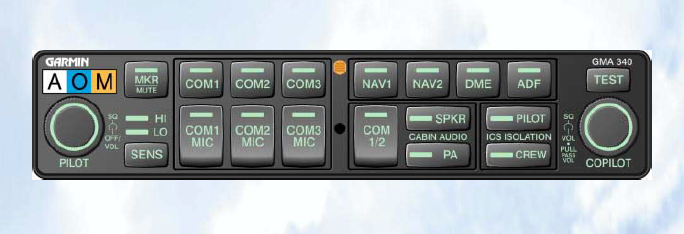 GARMIN
GMA 340
A O M
MKR
MUTE
COM1
COM2
COM3
NAV1
NAV2
DME
ADF
TEST
SQ
OFF/
VOL
PILOT
HI
LO
SENS
COM1
MIC
COM2
MIC
COM3
MIC
COM
1/2
SPKR
CABIN AUDIO
PA
PILOT
ICS ISOLATION
CREW
SQ
VOL
PULL
PASS
VOL
COPILOT